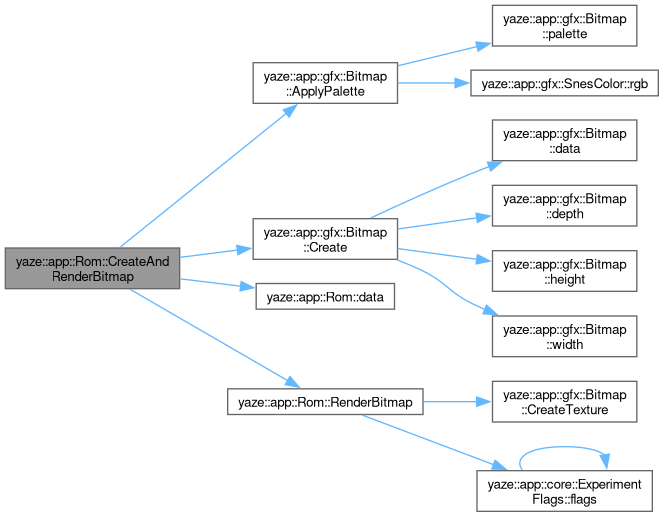 yaze::app::Rom::CreateAnd
RenderBitmap
yaze::app::gfx::Bitmap
::ApplyPalette
yaze::app::gfx::Bitmap
::palette
yaze::app::gfx::SnesColor::rgb
yaze::app::gfx::Bitmap
::Create
yaze::app::gfx::Bitmap
::data
yaze::app::gfx::Bitmap
::depth
yaze::app::gfx::Bitmap
::height
yaze::app::gfx::Bitmap
::width
yaze::app::Rom::data
yaze::app::Rom::RenderBitmap
yaze::app::gfx::Bitmap
::CreateTexture
yaze::app::core::Experiment
Flags::flags